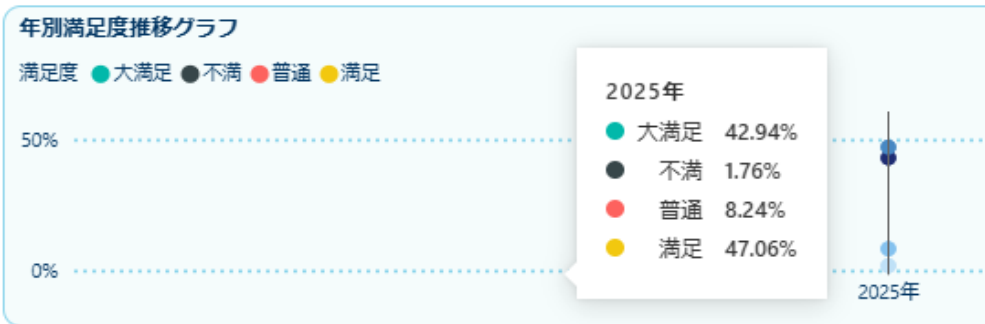 年別満足度推移グラフ
満足度 大満足 不満 普通 満足
2025年
大満足 42.94%
不満 1.76%
普通 8.24%
満足 47.06%
50%
0%
2025年